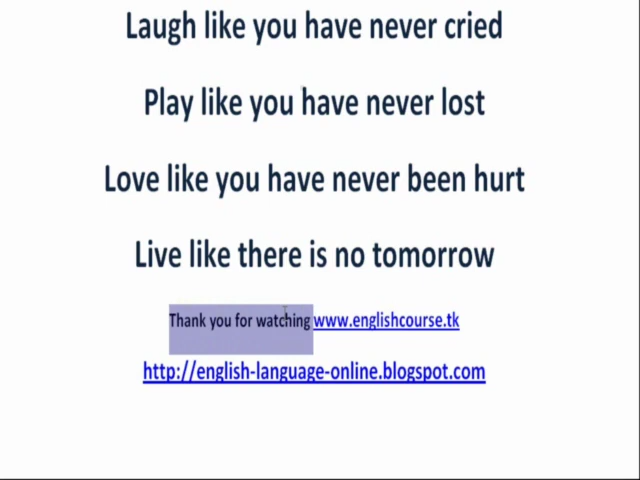 Laugh like you have never cried
Play like you have never lost
Love like you have never been hurt
Live like there is no tomorrow
Thank you for watching www.englishcourse.tk
http://english-language-online.blogspot.com